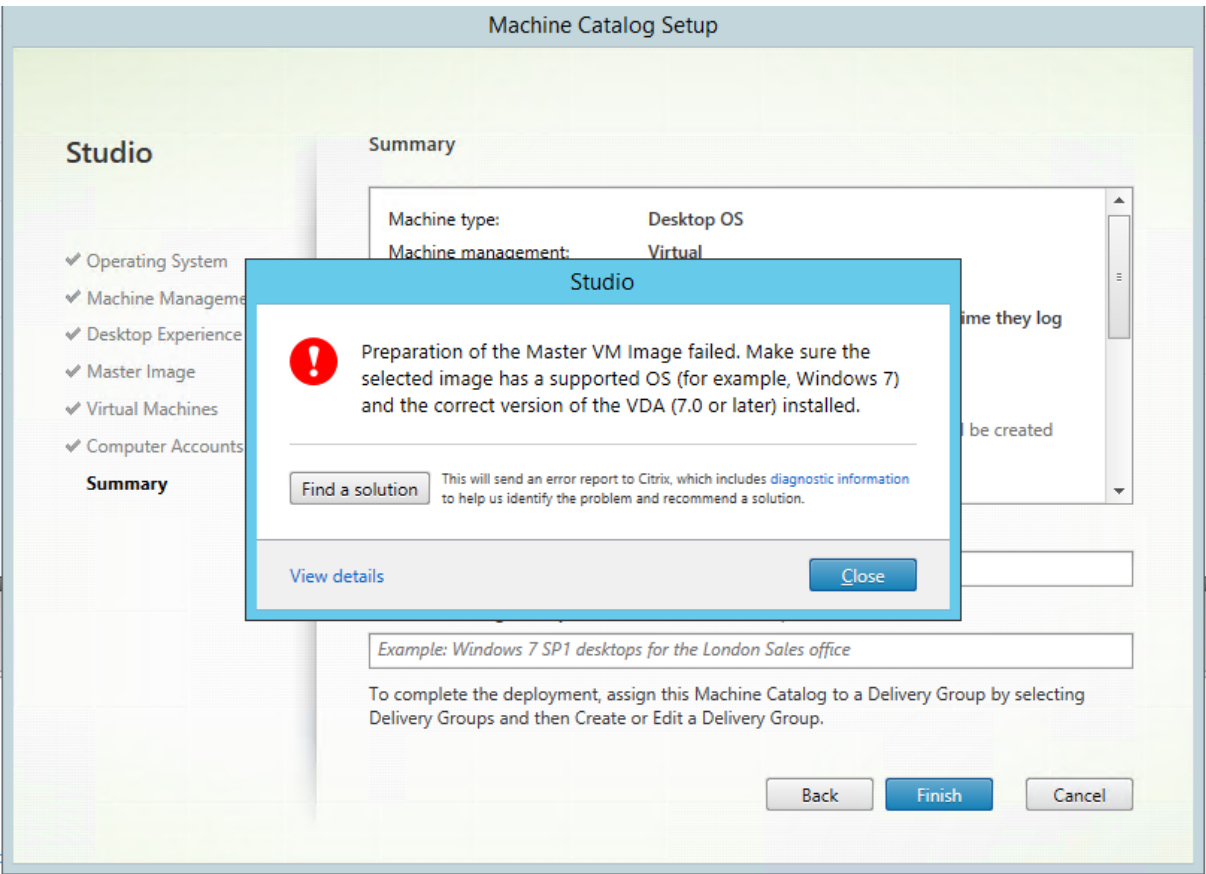 Machine Catalog Setup
Studio
Operating System
Machine Manageme
Desktop Experience
Master Image
Virtual Machines
Computer Accounts
Summary
Summary
Machine type: Desktop OS
Machine management: Virtual
ime they log
be created
Studio
Preparation of the Master VM Image failed. Make sure the
selected image has a supported OS (for example, Windows 7)
and the correct version of the VDA (7.0 or later) installed.
Find a solution
This will send an error report to Citrix, which includes diagnostic information
to help us identify the problem and recommend a solution.
View details
Close
Example: Windows 7 SP1 desktops for the London Sales office
To complete the deployment, assign this Machine Catalog to a Delivery Group by selecting
Delivery Groups and then Create or Edit a Delivery Group.
Back
Finish
Cancel